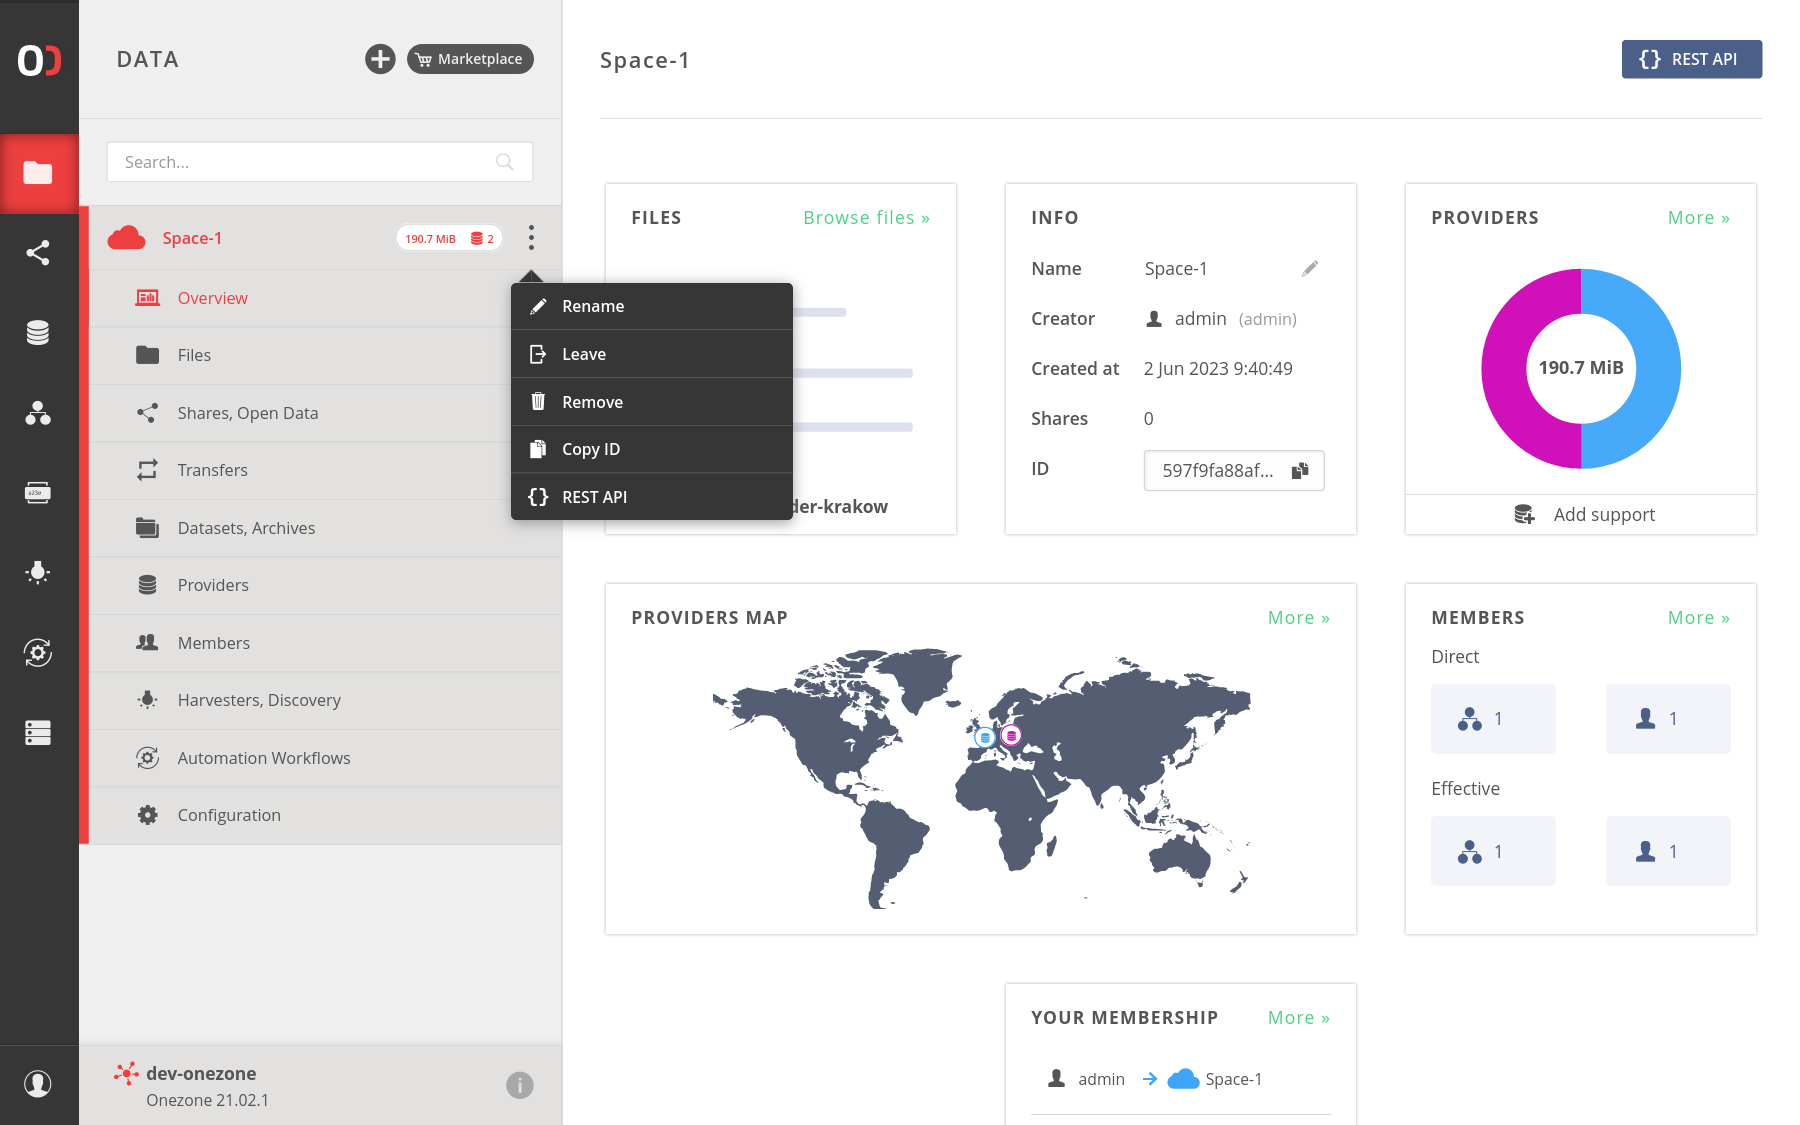 DATA
Marketplace
Search...
Space-1
190.7 MiB
2
Overview
Files
Shares, Open Data
Transfers
Datasets, Archives
Providers
Members
Harvesters, Discovery
Automation Workflows
Configuration
dev-onezone
Onezone 21.02.1
Rename
Leave
Remove
Copy ID
REST API
Space-1
REST API
FILES
Browse files »
der-krakow
INFO
Name
Space-1
Creator
admin (admin)
Created at
2 Jun 2023 9:40:49
Shares
0
ID
597f9fa88af...
PROVIDERS
More »
190.7 MiB
Add support
PROVIDERS MAP
More »
MEMBERS
More »
Direct
1
1
Effective
1
1
YOUR MEMBERSHIP
More »
admin
Space-1